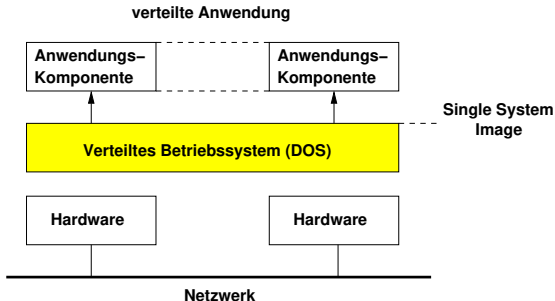 verteilte Anwendung
Anwendungs–
Komponente
Anwendungs–
Komponente
Single System
Image
Verteiltes Betriebssystem (DOS)
Hardware
Hardware
Netzwerk